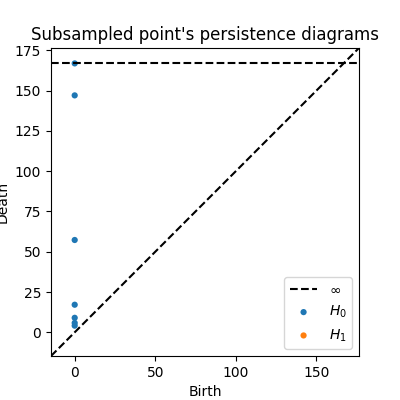 Subsampled point's persistence diagrams
175
150
125
100
75
50
25
0
Death
0 50 100 150
Birth
∞
H₀
H₁